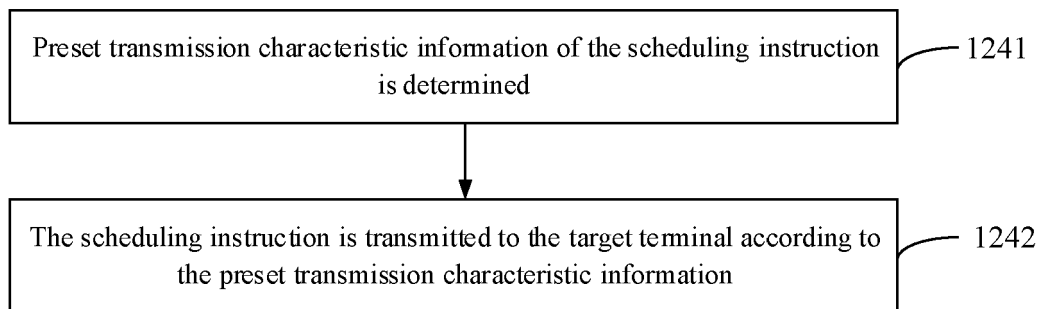 Preset transmission characteristic information of the scheduling instruction
is determined
1241
The scheduling instruction is transmitted to the target terminal according to
the preset transmission characteristic information
1242